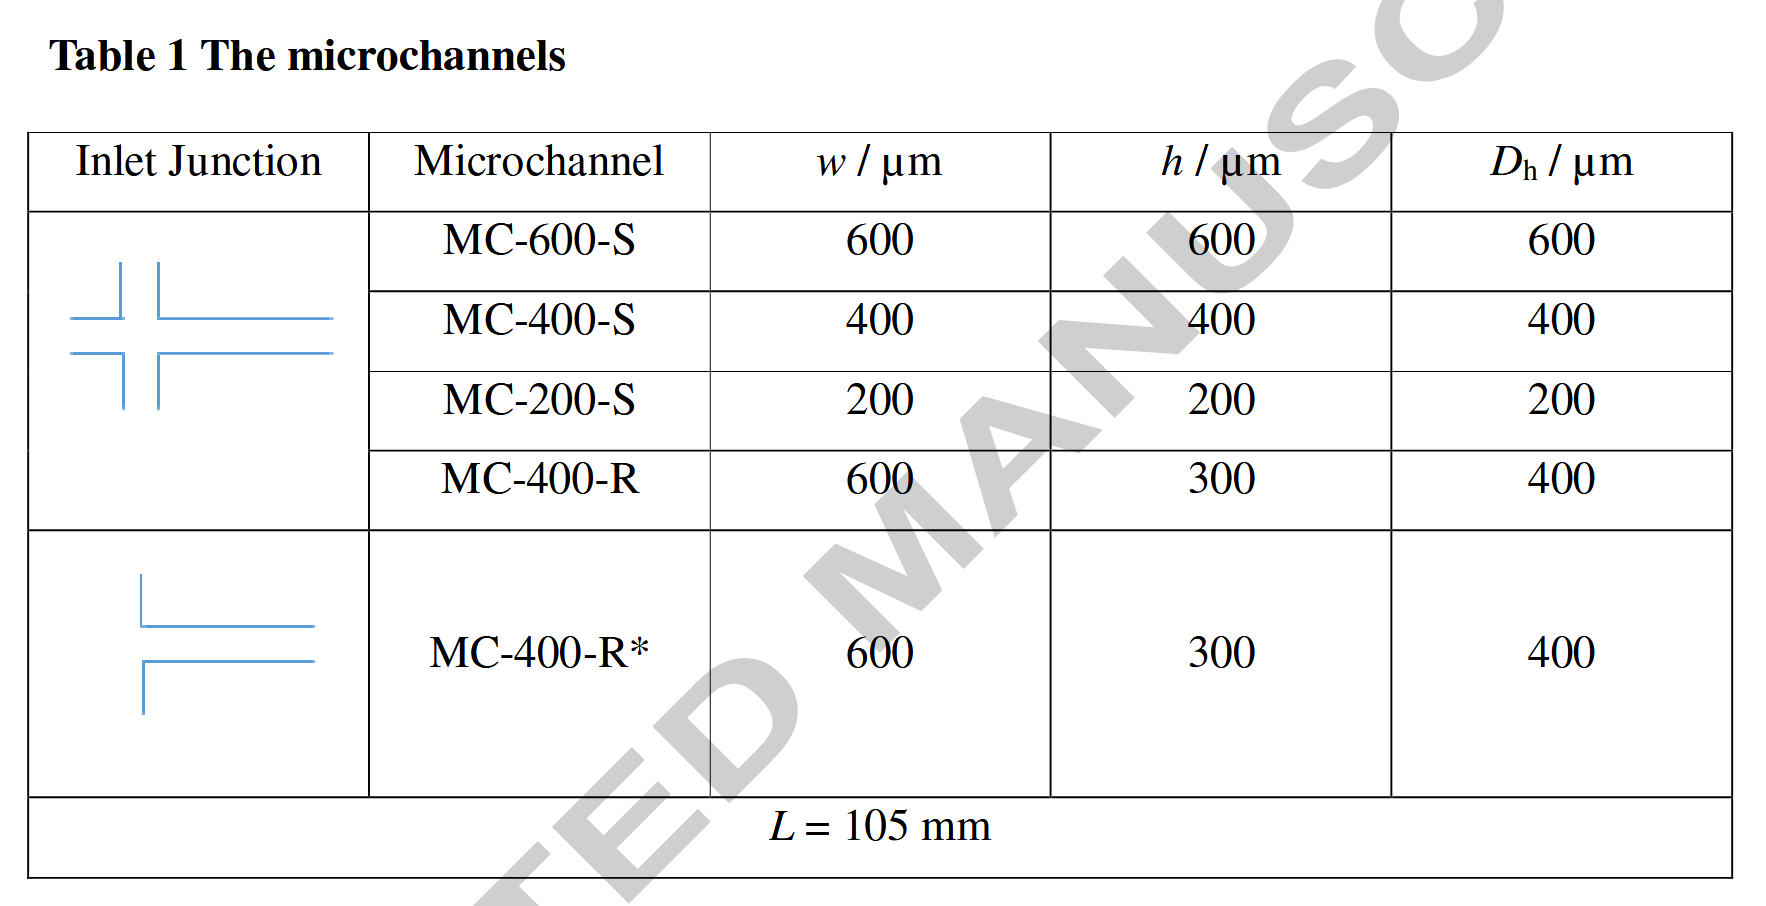 Table 1 The microchannels
Inlet Junction Microchannel w / μm h / μm Dh / μm
MC-600-S 600 600 600
MC-400-S 400 400 400
MC-200-S 200 200 200
MC-400-R 600 300 400
MC-400-R* 600 300 400
L = 105 mm
TED MANUSC